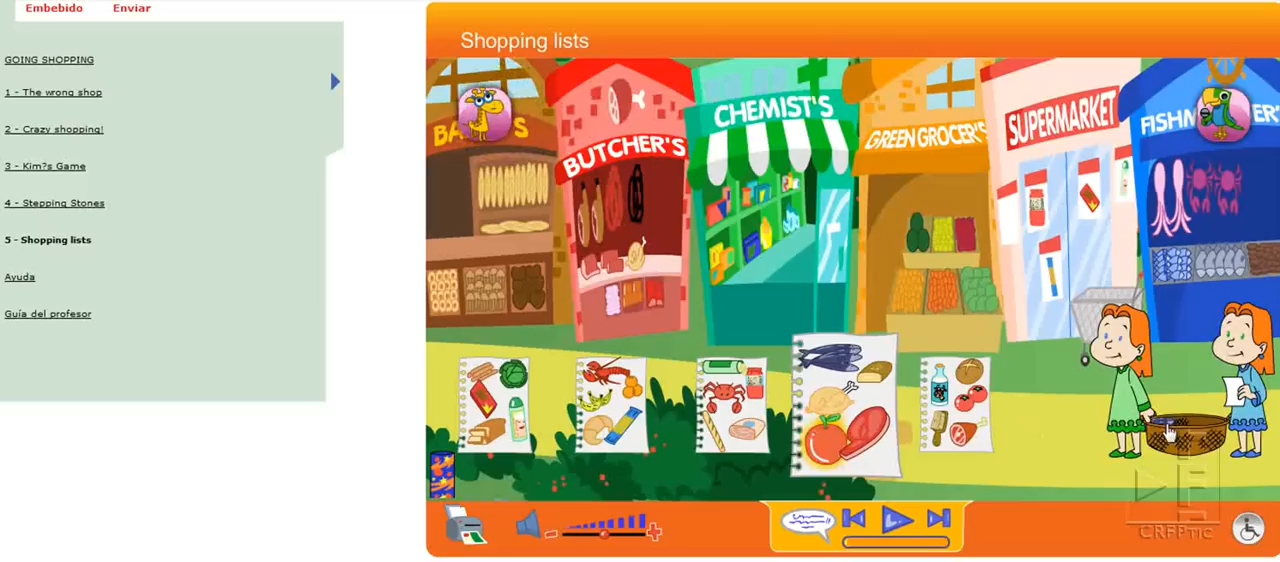 Embebido Enviar
GOING SHOPPING
1 - The wrong shop
2 - Crazy shopping!
3 - Kim?s Game
4 - Stepping Stones
5 - Shopping lists
Ayuda
Guía del profesor
Shopping lists
BUTCHER'S
CHEMIST'S
GREEN GROCER'S
SUPERMARKET
CRFPTIC